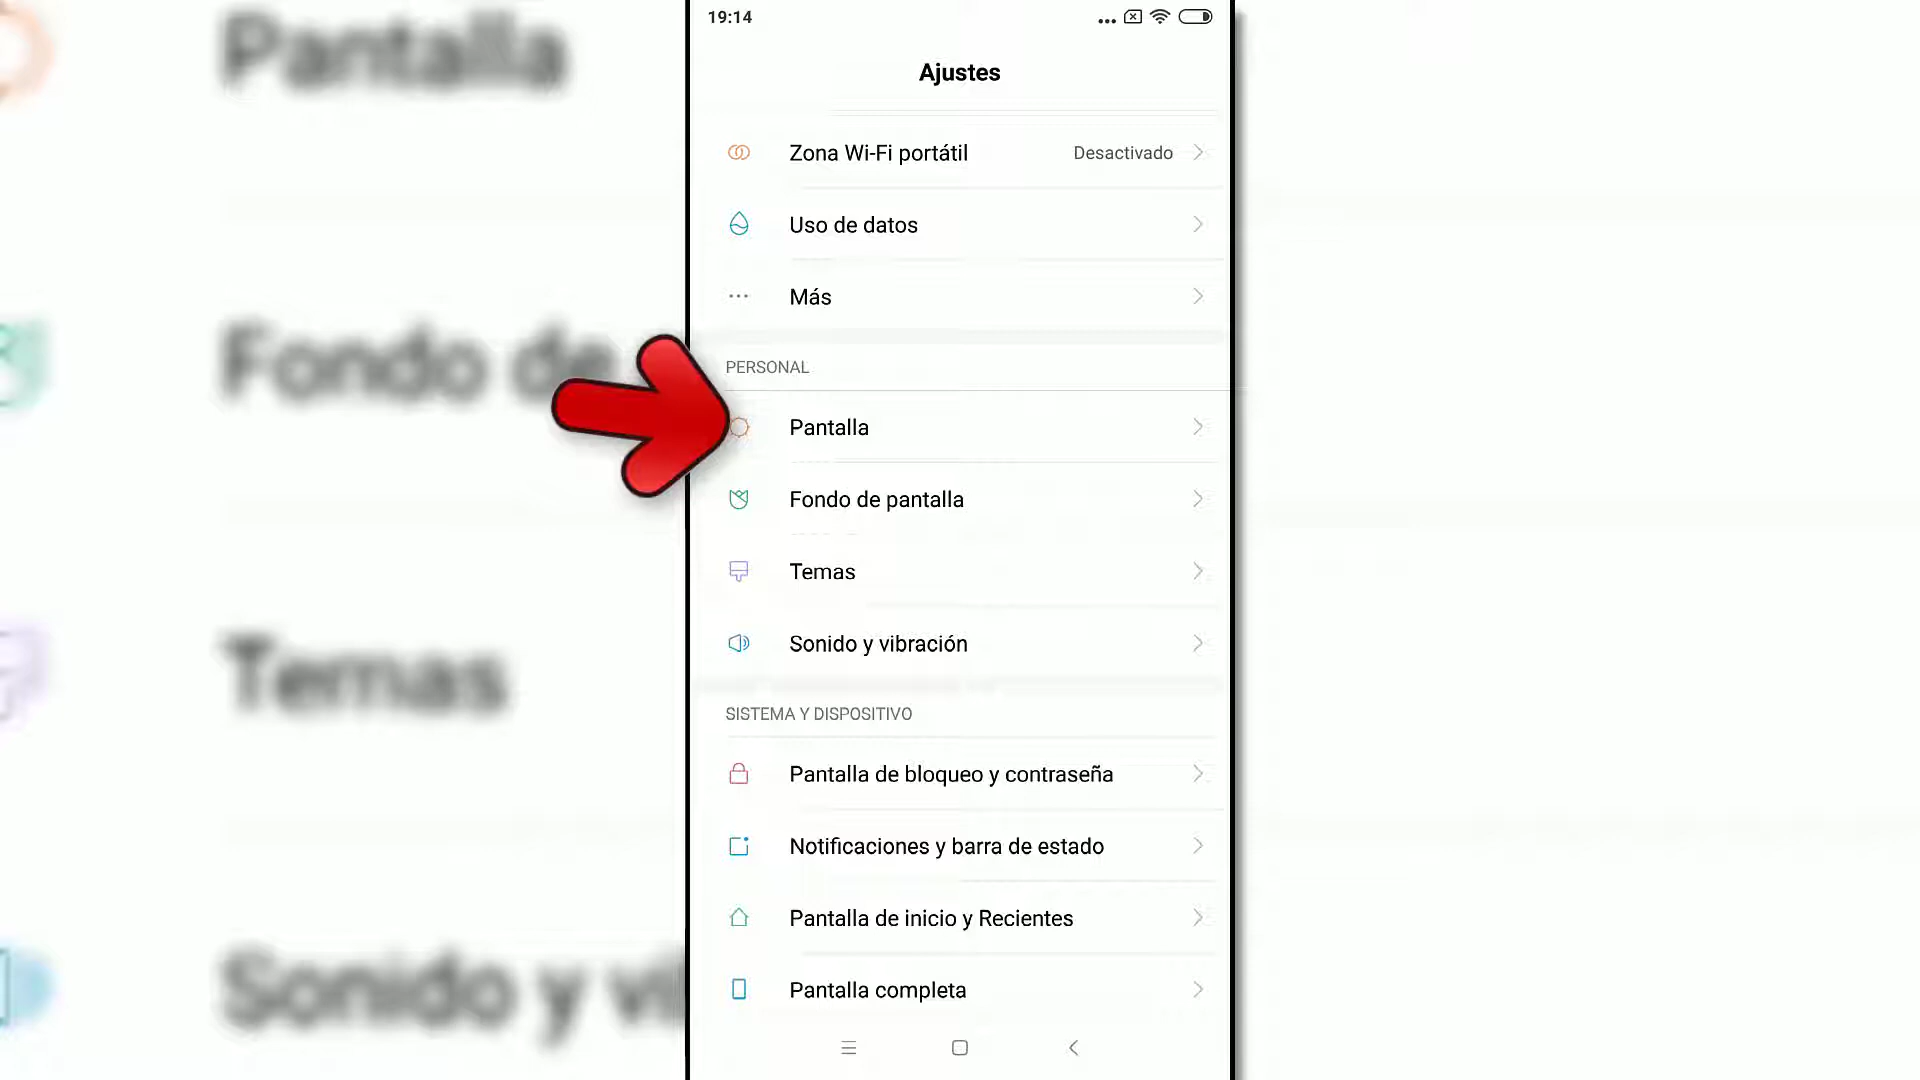 19:14
Ajustes
Zona Wi-Fi portátil
Desactivado
Uso de datos
Más
PERSONAL
Pantalla
Fondo de pantalla
Temas
Sonido y vibración
SISTEMA Y DISPOSITIVO
Pantalla de bloqueo y contraseña
Notificaciones y barra de estado
Pantalla de inicio y Recientes
Pantalla completa
Pantalla
Fondo de
Temas
Sonido y vi